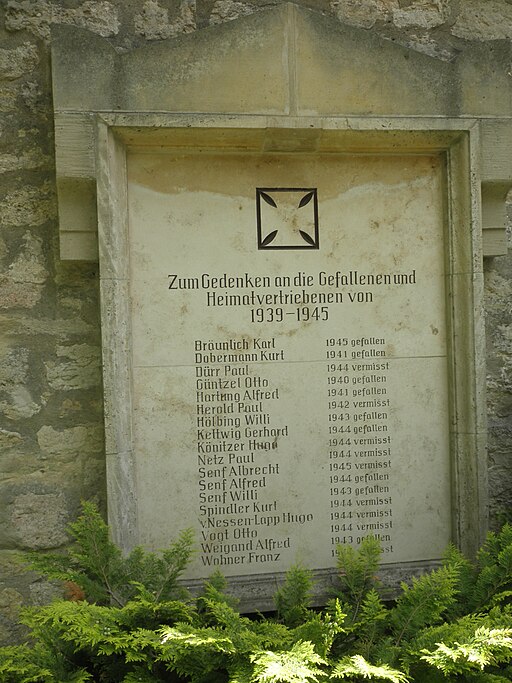 Zum Gedenken an die Gefallenen und
Heimatvertriebenen von
1939-1945
Bräunlich Karl 1945 gefallen
Dobermann Kurt 1941 gefallen
Dürr Paul 1944 vermisst
Güntzel Otto 1940 gefallen
Hartung Alfred 1941 gefallen
Herold Paul 1942 vermisst
Hölbing Willi 1943 gefallen
Kettwig Gerhard 1944 gefallen
Könitzer Hugo 1944 vermisst
Netz Paul 1944 vermisst
Senf Albrecht 1945 vermisst
Senf Alfred 1944 gefallen
Senf Willi 1943 gefallen
Spindler Kurt 1944 vermisst
vNessen-Lapp Hugo 1944 vermisst
Vogt Otto 1944 vermisst
Weigand Alfred 1943 gefallen
Wohner Franz